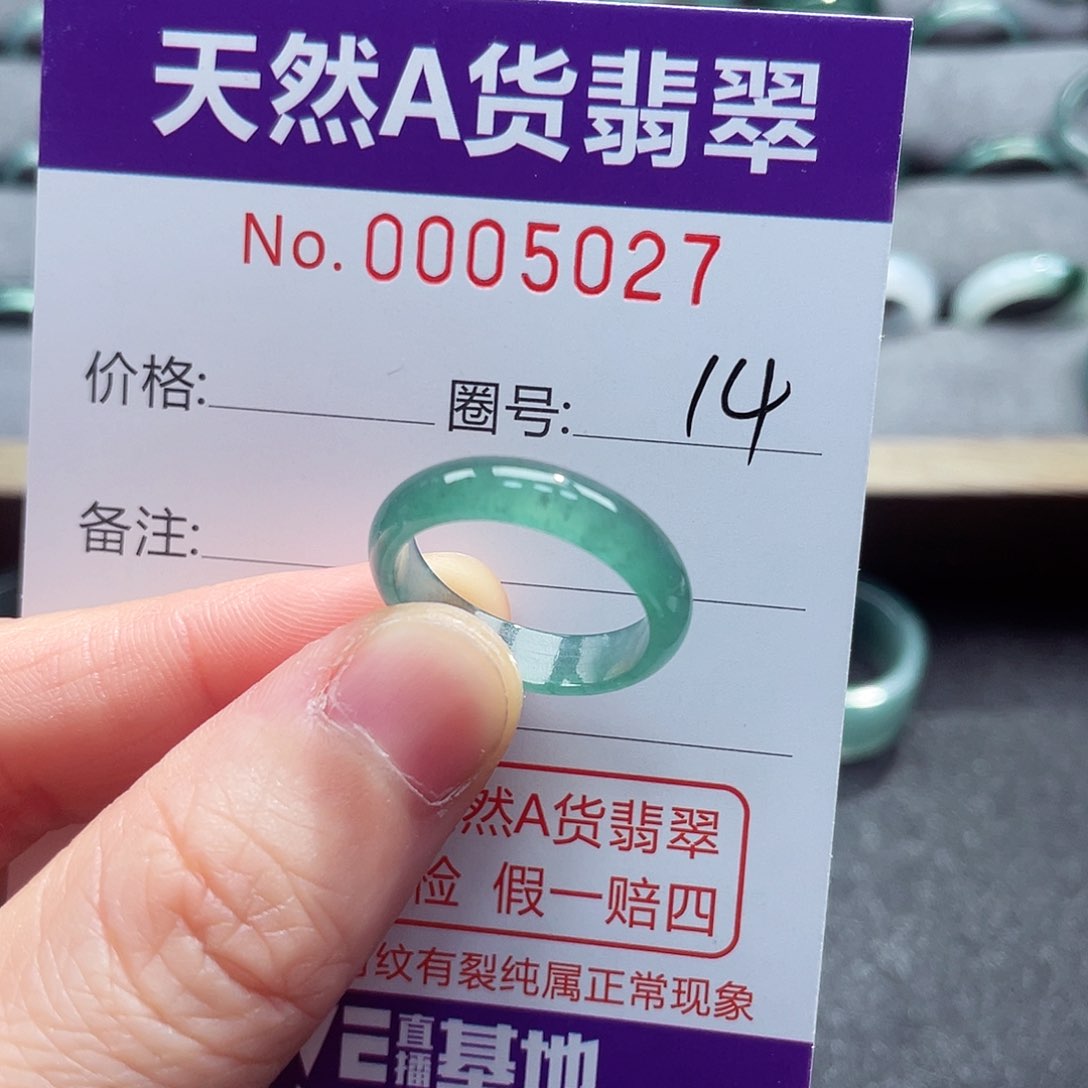 天然A货翡翠
No. 0005027
价格: 圈号: 14
备注:
然A货翡翠
检 假一赔四
纹有裂纯属正常现象
VE直播基地